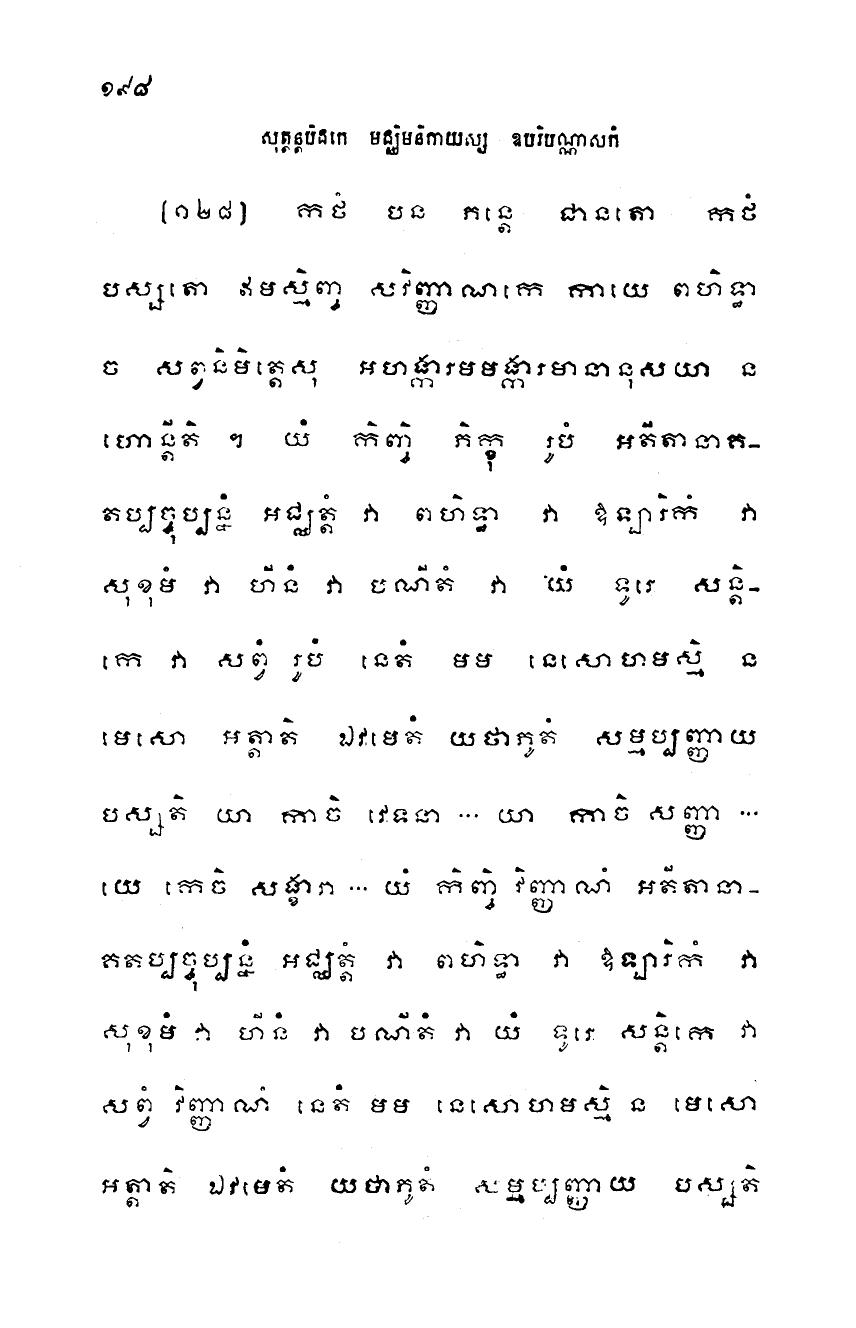 ១៩៨
សុត្តន្តបិដកេ មជ្ឈិមនិកាយស្ស ឧបរិបណ្ណាសកំ
[១២៨] កថំ បន ភន្តេ ជានតោ កថំ
បស្សតោ ឥមស្មិញ្ច សវិញ្ញាណកេ កាយេ ពហិទ្ធា
ច សព្វនិមិត្តេសុ អហង្ការមមង្ការមានានុសយា ន
ហោន្តីតិ ។ យំ កិញ្ចិ ភិក្ខុ រូបំ អតីតានាគ-
តប្បច្ចុប្បន្នំ អជ្ឈត្តំ វា ពហិទ្ធា វា ឱឡារិកំ វា
សុខុមំ វា ហីនំ វា បណីតំ វា យំ ទូរេ សន្តិ-
កេ វា សព្វំ រូបំ នេតំ មម នេសោហមស្មិ ន
មេសោ អត្តាតិ ឯវមេតំ យថាភូតំ សម្មប្បញ្ញាយ
បស្សតិ យា កាចិ វេទនា ... យា កាចិ សញ្ញា ...
យេ កេចិ សង្ខារា ... យំ កិញ្ចិ វិញ្ញាណំ អតីតានា-
គតប្បច្ចុប្បន្នំ អជ្ឈត្តំ វា ពហិទ្ធា វា ឱឡារិកំ វា
សុខុមំ វា ហីនំ វា បណីតំ វា យំ ទូរេ សន្តិកេ វា
សព្វំ វិញ្ញាណំ នេតំ មម នេសោហមស្មិ ន មេសោ
អត្តាតិ ឯវមេតំ យថាភូតំ សម្មប្បញ្ញាយ បស្សតិ